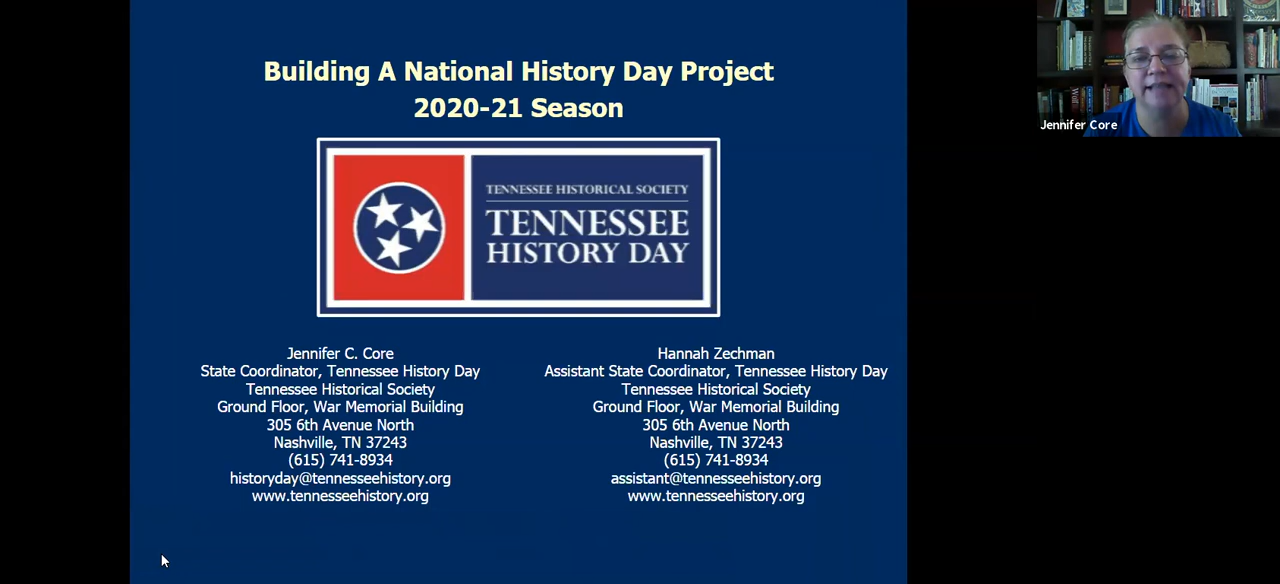 Building A National History Day Project
2020-21 Season
TENNESSEE HISTORICAL SOCIETY
TENNESSEE
HISTORY DAY
Jennifer C. Core
State Coordinator, Tennessee History Day
Tennessee Historical Society
Ground Floor, War Memorial Building
305 6th Avenue North
Nashville, TN 37243
(615) 741-8934
historyday@tennesseehistory.org
www.tennesseehistory.org
Hannah Zechman
Assistant State Coordinator, Tennessee History Day
Tennessee Historical Society
Ground Floor, War Memorial Building
305 6th Avenue North
Nashville, TN 37243
(615) 741-8934
assistant@tennesseehistory.org
www.tennesseehistory.org
Jennifer Core